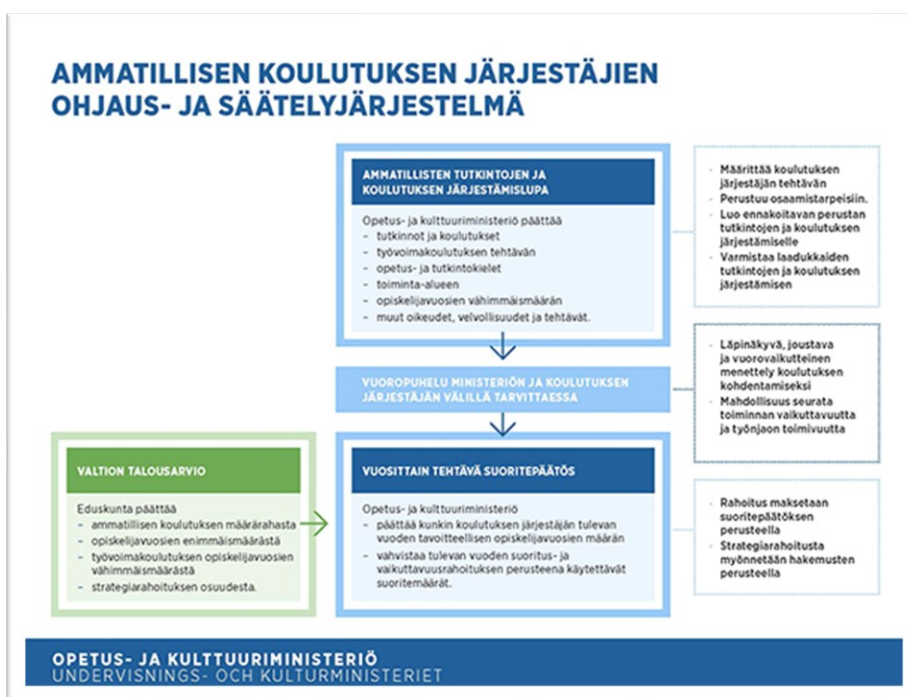 AMMATILLISEN KOULUTUKSEN JÄRJESTÄJIEN
OHJAUS- JA SÄÄTELYJÄRJESTELMÄ
AMMATILLISTEN TUTKINTOJEN JA
KOULUTUKSEN JÄRJESTÄMISLUPA
Opetus- ja kulttuuriministeriö päättää
– tutkinnot ja koulutukset
– työvoimakoulutuksen tehtävän
– opetus- ja tutkintokielet
– toiminta-alueen
– opiskelijavuosien vähimmäismäärän
– muut oikeudet, velvollisuudet ja tehtävät.
· Määrittää koulutuksen
järjestäjän tehtävän
· Perustuu osaamistarpeisiin.
· Luo ennakoitavan perustan
tutkintojen ja koulutuksen
järjestämiselle
· Varmistaa laadukkaiden
tutkintojen ja koulutuksen
järjestämisen
VUOROPUHELU MINISTERIÖN JA KOULUTUKSEN
JÄRJESTÄJÄN VÄLILLÄ TARVITTAESSA
· Läpinäkyvä, joustava
ja vuorovaikutteinen
menettely koulutuksen
kohdentamiseksi
· Mahdollisuus seurata
toiminnan vaikuttavuutta
ja työnjaon toimivuutta
VALTION TALOUSARVIO
Eduskunta päättää
– ammatillisen koulutuksen määrärahasta
– opiskelijavuosien enimmäismäärästä
– työvoimakoulutuksen opiskelijavuosien
vähimmäismäärästä
– strategiarahoituksen osuudesta.
VUOSITTAIN TEHTÄVÄ SUORITEPÄÄTÖS
Opetus- ja kulttuuriministeriö
– päättää kunkin koulutuksen järjestäjän tulevan
vuoden tavoitteellisen opiskelijavuosien määrän
– vahvistaa tulevan vuoden suoritus- ja
vaikuttavuusrahoituksen perusteena käytettävät
suoritemäärät.
· Rahoitus maksetaan
suoritepäätöksen
perusteella
· Strategiarahoitusta
myönnetään hakemusten
perusteella
OPETUS- JA KULTTUURIMINISTERIÖ
UNDERVISNINGS- OCH KULTURMINISTERIET